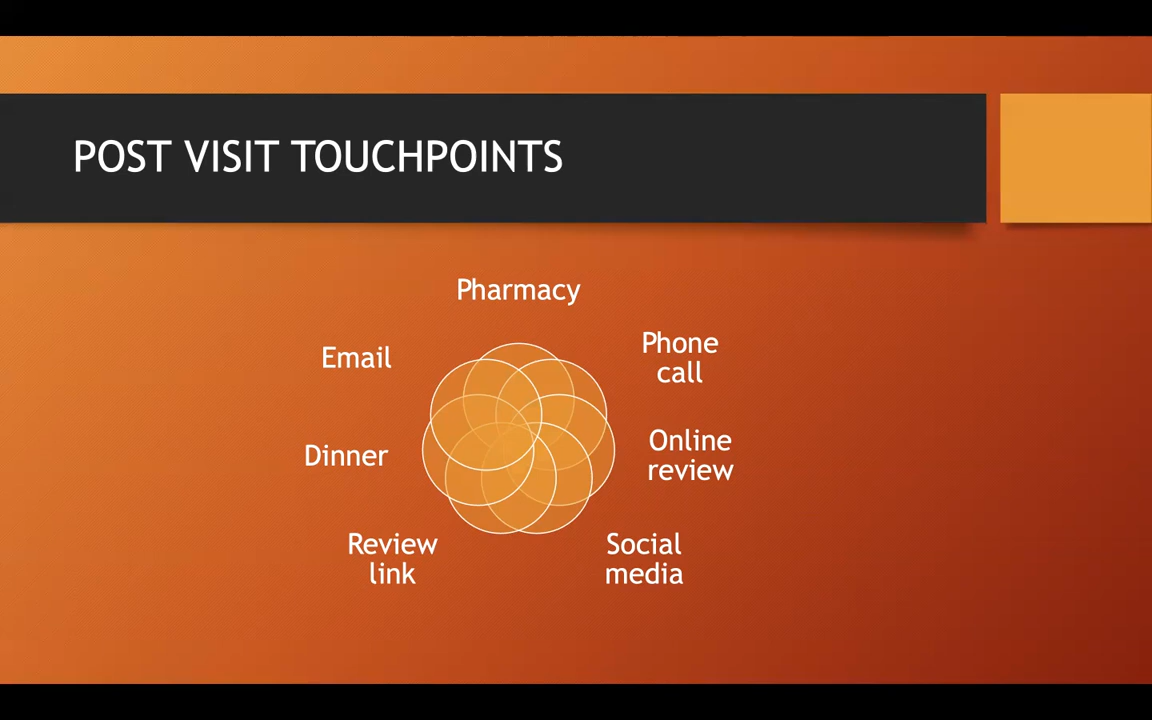 POST VISIT TOUCHPOINTS
Pharmacy
Phone
call
Online
review
Social
media
Review
link
Dinner
Email